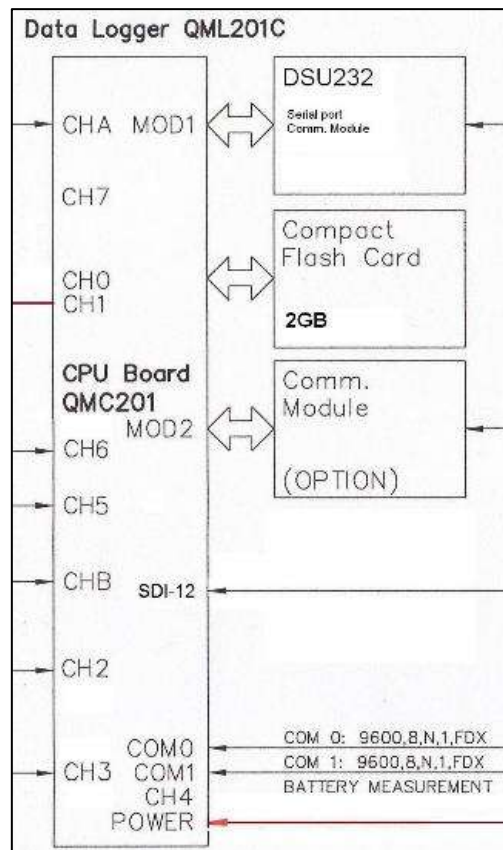 Data Logger QML201C
CHA MOD1
CH7
CH0
CH1
CPU Board
QMC201
MOD2
CH6
CH5
CHB SDI-12
CH2
COM0
CH3 COM1
CH4
POWER
DSU232
Serial port
Comm. Module
Compact
Flash Card
2GB
Comm.
Module
(OPTION)
COM 0: 9600,8,N,1,FDX
COM 1: 9600,8,N,1,FDX
BATTERY MEASUREMENT